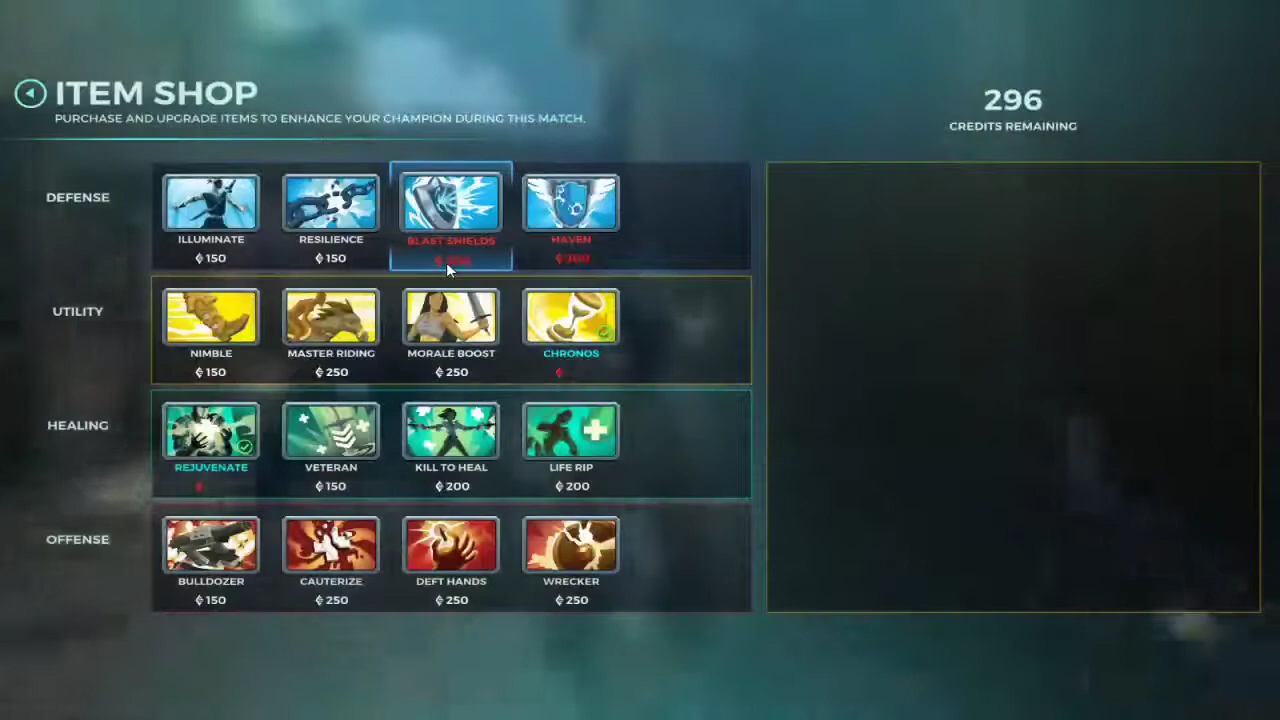 ITEM SHOP
PURCHASE AND UPGRADE ITEMS TO ENHANCE YOUR CHAMPION DURING THIS MATCH.
296
CREDITS REMAINING
DEFENSE
ILLUMINATE
RESILIENCE
BLAST SHIELDS
HAVEN
150
150
300
UTILITY
NIMBLE
MASTER RIDING
MORALE BOOST
CHRONOS
150
250
250
HEALING
REJUVENATE
VETERAN
KILL TO HEAL
LIFE RIP
150
200
200
OFFENSE
BULLDOZER
CAUTERIZE
DEFT HANDS
WRECKER
150
250
250
250